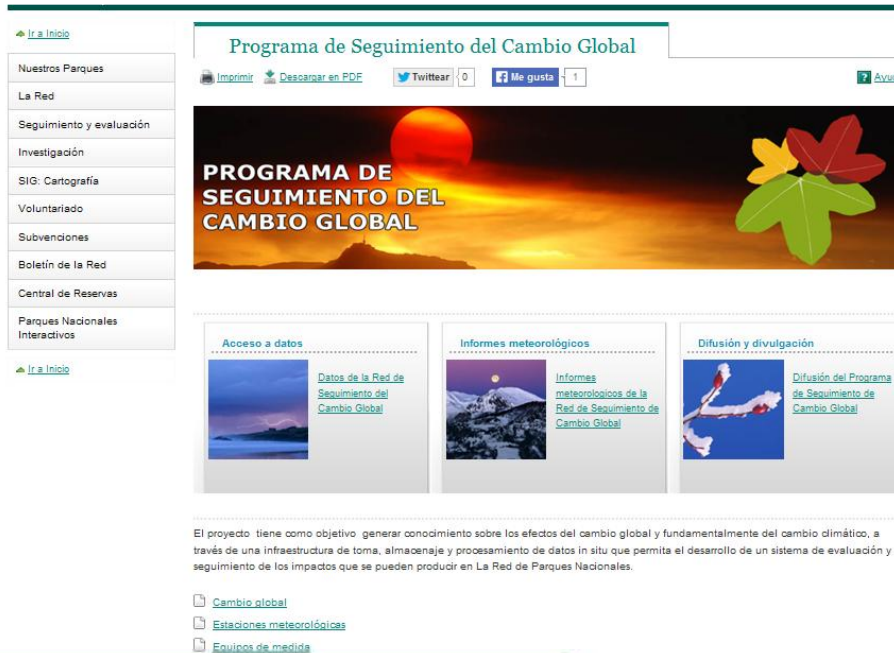 Ir a Inicio
Nuestros Parques
La Red
Seguimiento y evaluación
Investigación
SIG: Cartografía
Voluntariado
Subvenciones
Boletín de la Red
Central de Reservas
Parques Nacionales
Interactivos
Ir a Inicio
Programa de Seguimiento del Cambio Global
Imprimir Descargar en PDF Twittear 0 Me gusta 1
PROGRAMA DE
SEGUIMIENTO DEL
CAMBIO GLOBAL
Acceso a datos
Datos de la Red de
Seguimiento del
Cambio Global
Informes meteorológicos
Informes
meteorologicos de la
Red de Seguimiento de
Cambio Global
Difusión y divulgación
Difusión del Programa
de Seguimiento de
Cambio Global
El proyecto tiene como objetivo generar conocimiento sobre los efectos del cambio global y fundamentalmente del cambio climático, a
través de una infraestructura de toma, almacenaje y procesamiento de datos in situ que permita el desarrollo de un sistema de evaluación y
seguimiento de los impactos que se pueden producir en La Red de Parques Nacionales.
Cambio global
Estaciones meteorológicas
Equipos de medida